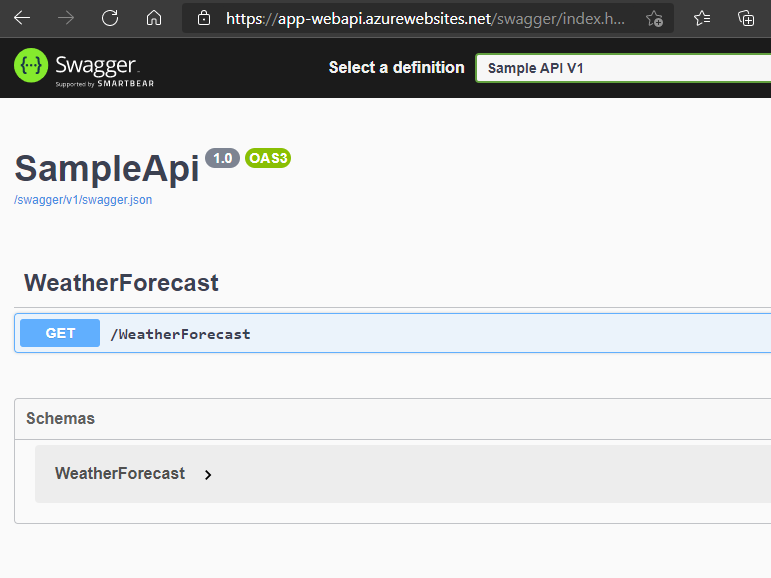 https://app-webapi.azurewebsites.net/swagger/index.h...
{...} Swagger.
Supported by SMARTBEAR
Select a definition
Sample API V1
SampleApi 1.0 OAS3
/swagger/v1/swagger.json
WeatherForecast
GET /WeatherForecast
Schemas
WeatherForecast